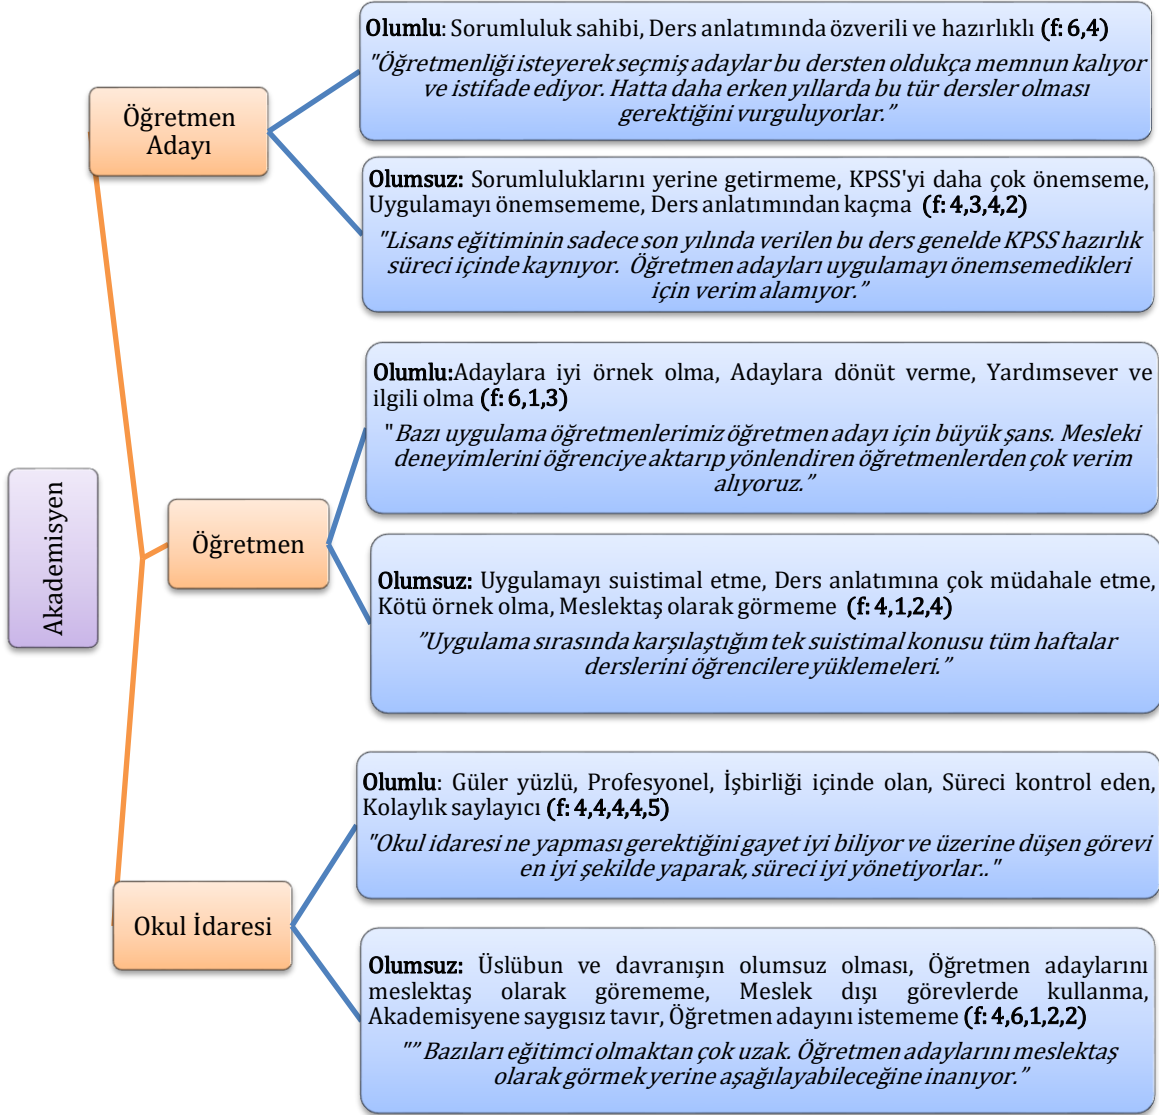 Akademisyen
Öğretmen
Adayı
Olumlu: Sorumluluk sahibi, Ders anlatımında özverili ve hazırlıklı (f: 6,4)
"Öğretmenliği isteyerek seçmiş adaylar bu dersten oldukça memnun kalıyor
ve istifade ediyor. Hatta daha erken yıllarda bu tür dersler olması
gerektiğini vurguluyorlar.”
Olumsuz: Sorumluluklarını yerine getirmeme, KPSS'yi daha çok önemseme,
Uygulamayı önemsememe, Ders anlatımından kaçma (f: 4,3,4,2)
"Lisans eğitiminin sadece son yılında verilen bu ders genelde KPSS hazırlık
süreci içinde kaynıyor. Öğretmen adayları uygulamayı önemsemedikleri
için verim alamıyor.”
Öğretmen
Olumlu:Adaylara iyi örnek olma, Adaylara dönüt verme, Yardımsever ve
ilgili olma (f: 6,1,3)
"Bazı uygulama öğretmenlerimiz öğretmen adayı için büyük şans. Mesleki
deneyimlerini öğrenciye aktarıp yönlendiren öğretmenlerden çok verim
alıyoruz.”
Olumsuz: Uygulamayı suistimal etme, Ders anlatımına çok müdahale etme,
Kötü örnek olma, Meslektaş olarak görmeme (f: 4,1,2,4)
”Uygulama sırasında karşılaştığım tek suistimal konusu tüm haftalar
derslerini öğrencilere yüklemeleri.”
Okul İdaresi
Olumlu: Güler yüzlü, Profesyonel, İşbirliği içinde olan, Süreci kontrol eden,
Kolaylık saylayıcı (f: 4,4,4,4,5)
"Okul idaresi ne yapması gerektiğini gayet iyi biliyor ve üzerine düşen görevi
en iyi şekilde yaparak, süreci iyi yönetiyorlar.."
Olumsuz: Üslübun ve davranışın olumsuz olması, Öğretmen adaylarını
meslektaş olarak görememe, Meslek dışı görevlerde kullanma,
Akademisyene saygısız tavır, Öğretmen adayını istememe (f: 4,6,1,2,2)
"” Bazıları eğitimci olmaktan çok uzak. Öğretmen adaylarını meslektaş
olarak görmek yerine aşağılayabileceğine inanıyor.”